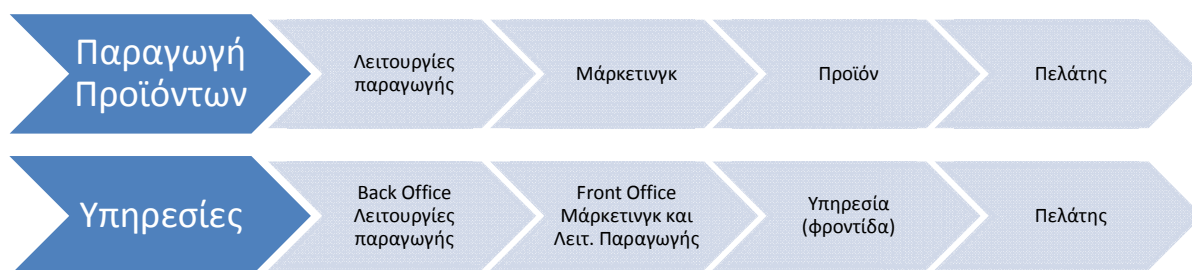 Παραγωγή
Προϊόντων
Λειτουργίες
παραγωγής
Μάρκετινγκ
Προϊόν
Πελάτης
Υπηρεσίες
Back Office
Λειτουργίες
παραγωγής
Front Office
Μάρκετινγκ και
Λειτ. Παραγωγής
Υπηρεσία
(φροντίδα)
Πελάτης